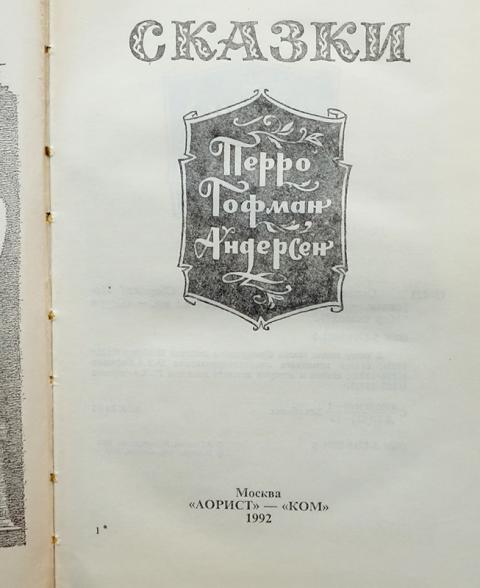 СКАЗКИ
Перро
Гофман
Андерсен
Москва
«АОРИСТ» — «КОМ»
1992
1*